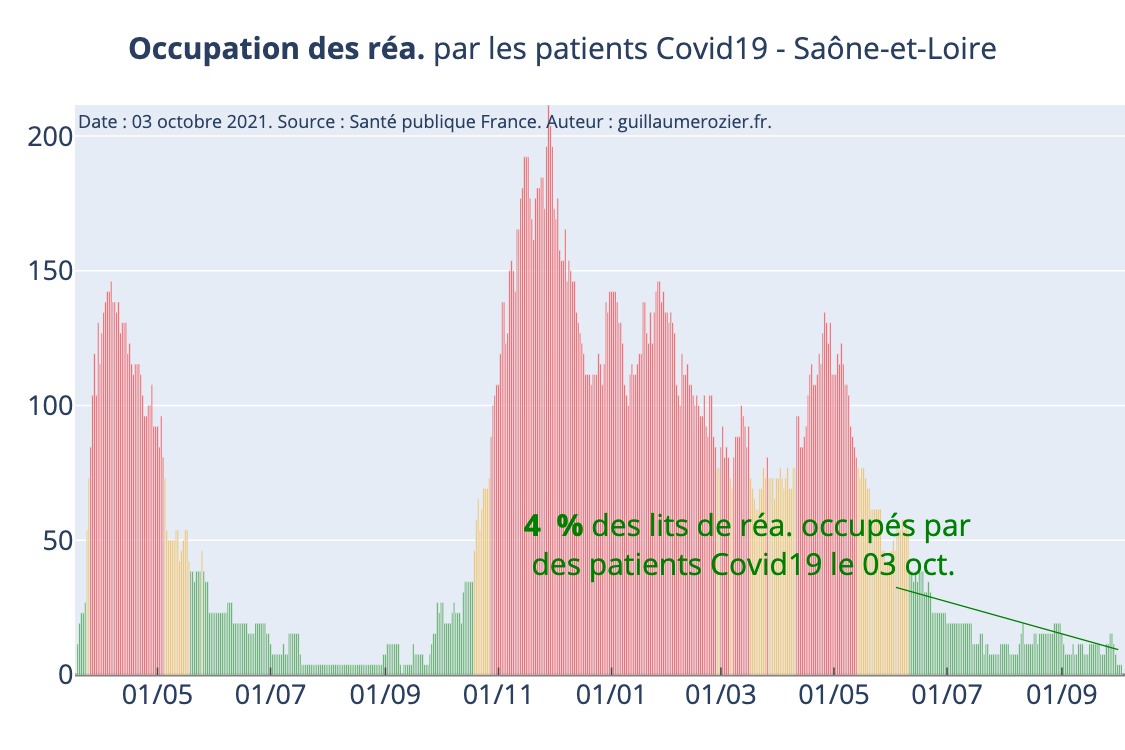 Occupation des réa. par les patients Covid19 - Saône-et-Loire
Date : 03 octobre 2021. Source : Santé publique France. Auteur : guillaumerozier.fr.
200
150
100
50
0
4 % des lits de réa. occupés par
des patients Covid19 le 03 oct.
01/05 01/07 01/09 01/11 01/01 01/03 01/05 01/07 01/09